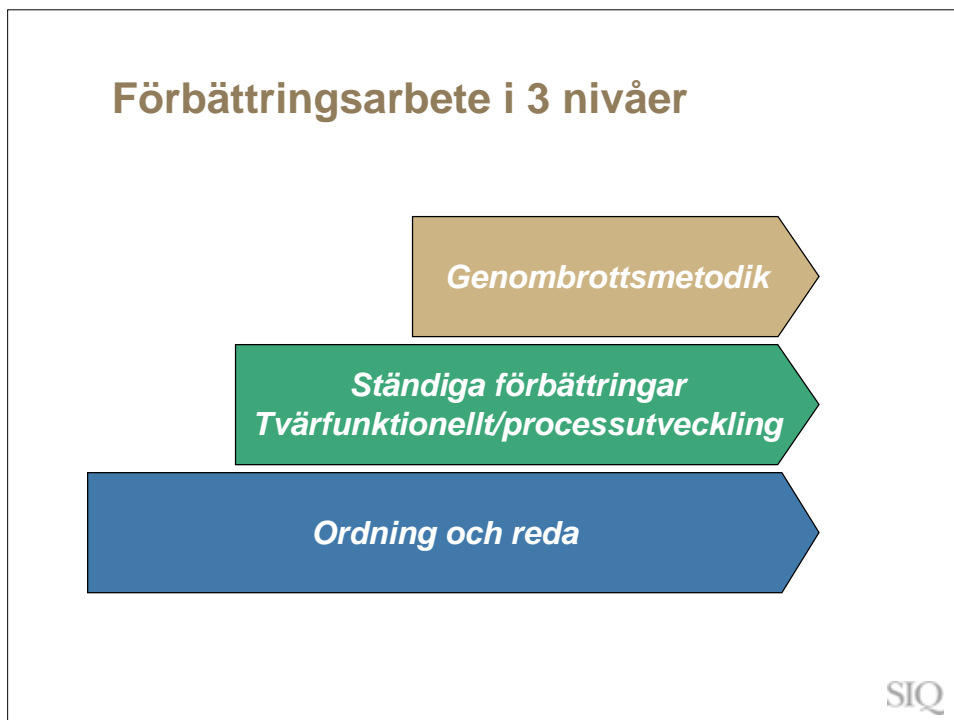 Förbättringsarbete i 3 nivåer
Genombrottsmetodik
Ständiga förbättringar
Tvärfunktionellt/processutveckling
Ordning och reda
SIQ